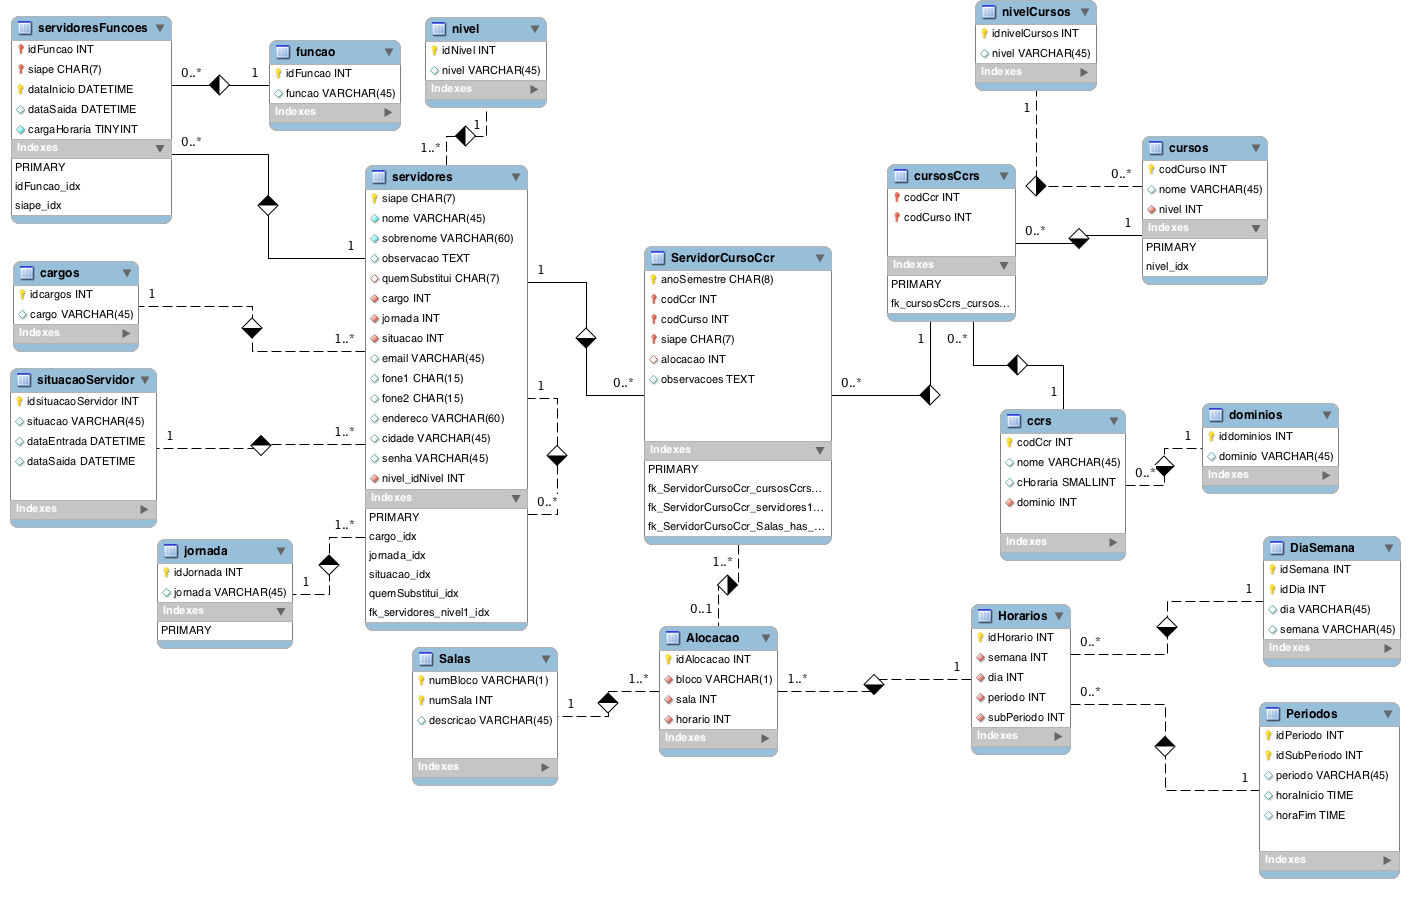 servidoresFuncoes
idFuncao INT
siape CHAR(7)
dataInicio DATETIME
dataSaida DATETIME
cargaHoraria TINYINT
Indexes
PRIMARY
idFuncao_idx
siape_idx
0..*
1
0..*
1
funcao
idFuncao INT
funcao VARCHAR(45)
Indexes
nivel
idNivel INT
nivel VARCHAR(45)
Indexes
1
1..*
servidores
siape CHAR(7)
nome VARCHAR(45)
sobrenome VARCHAR(60)
observacao TEXT
quemSubstitui CHAR(7)
cargo INT
jornada INT
situacao INT
email VARCHAR(45)
fone1 CHAR(15)
fone2 CHAR(15)
endereco VARCHAR(60)
cidade VARCHAR(45)
senha VARCHAR(45)
nivel_idNivel INT
Indexes
PRIMARY
cargo_idx
jornada_idx
situacao_idx
quemSubstitui_idx
fk_servidores_nivel1_idx
cargos
idcargos INT
cargo VARCHAR(45)
Indexes
1
1..*
situacaoServidor
idsituacaoServidor INT
situacao VARCHAR(45)
dataEntrada DATETIME
dataSaida DATETIME
Indexes
1
1..*
jornada
idJornada INT
jornada VARCHAR(45)
Indexes
PRIMARY
1..*
1
1
0..*
1
0..*
ServidorCursoCcr
anoSemestre CHAR(8)
codCcr INT
codCurso INT
siape CHAR(7)
alocacao INT
observacoes TEXT
Indexes
PRIMARY
fk_ServidorCursoCcr_cursosCcrs...
fk_ServidorCursoCcr_servidores1...
fk_ServidorCursoCcr_Salas_has_...
0..*
1
nivelCursos
idnivelCursos INT
nivel VARCHAR(45)
Indexes
1
0..*
cursos
codCurso INT
nome VARCHAR(45)
nivel INT
Indexes
PRIMARY
nivel_idx
cursosCcrs
codCcr INT
codCurso INT
Indexes
PRIMARY
fk_cursosCcrs_cursos...
0..*
1
0..*
1
ccrs
codCcr INT
nome VARCHAR(45)
cHoraria SMALLINT
dominio INT
Indexes
0..*
1
dominios
iddominios INT
dominio VARCHAR(45)
Indexes
1..*
0..1
Alocacao
idAlocacao INT
bloco VARCHAR(1)
sala INT
horario INT
Indexes
Salas
numBloco VARCHAR(1)
numSala INT
descricao VARCHAR(45)
Indexes
1
1..*
1..*
1
Horarios
idHorario INT
semana INT
dia INT
periodo INT
subPeriodo INT
Indexes
0..*
1
0..*
1
DiaSemana
idSemana INT
idDia INT
dia VARCHAR(45)
semana VARCHAR(45)
Indexes
Periodos
idPeriodo INT
idSubPeriodo INT
periodo VARCHAR(45)
horaInicio TIME
horaFim TIME
Indexes